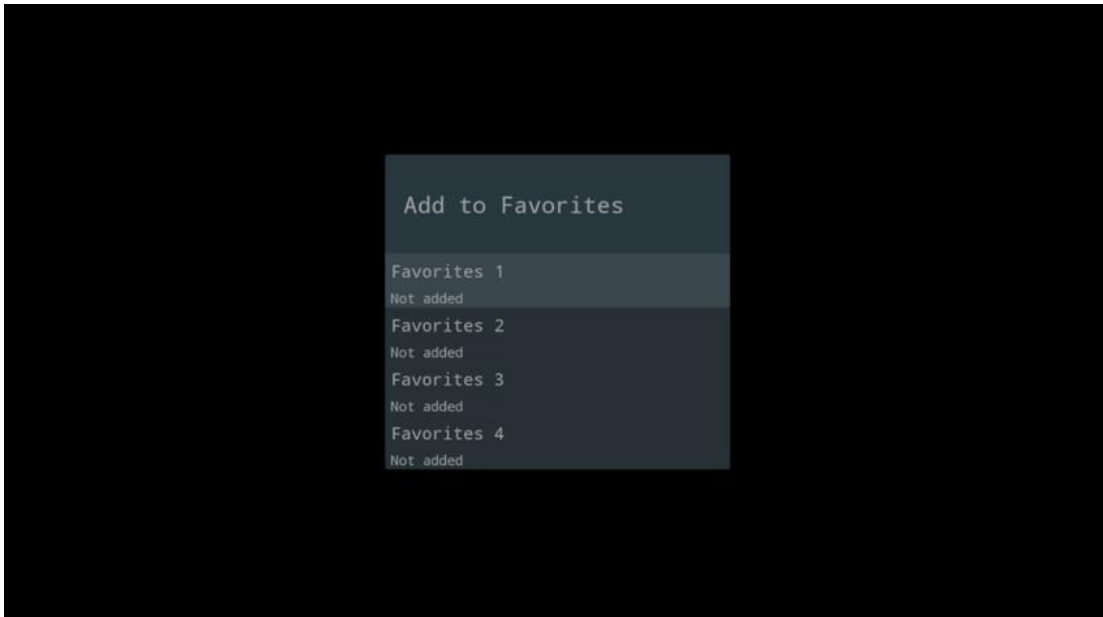 Add to Favorites
Favorites 1
Not added
Favorites 2
Not added
Favorites 3
Not added
Favorites 4
Not added